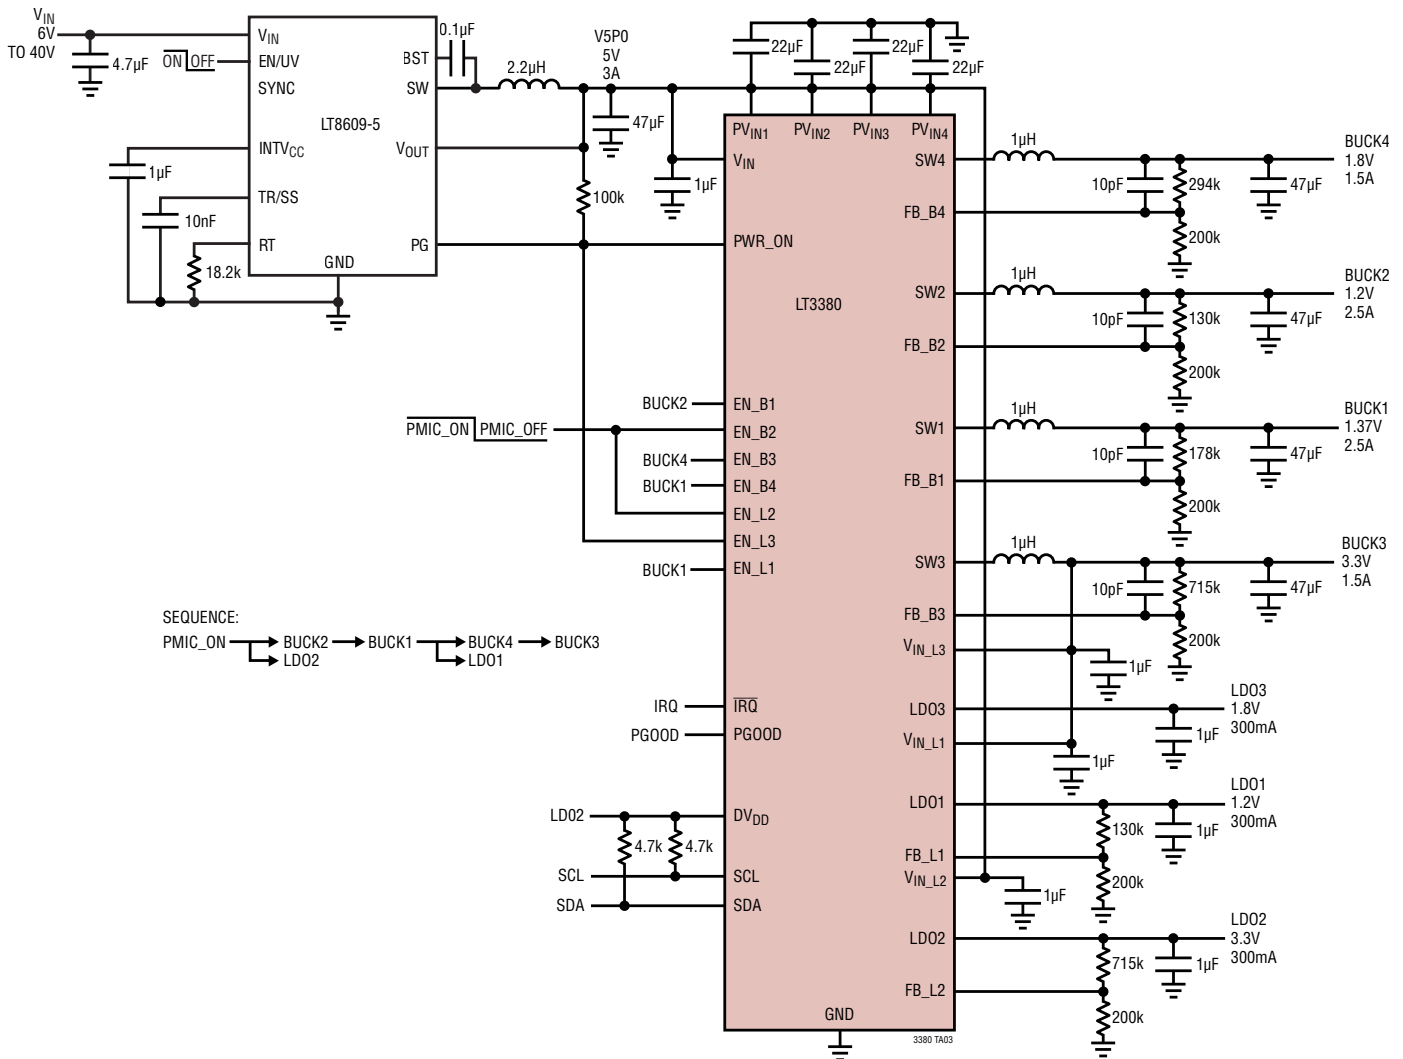 VIN
6V
TO 40V
4.7µF
ON OFF
VIN
EN/UV
SYNC
INTVCC
TR/SS
RT
GND
LT8609-5
BST
SW
VOUT
PG
0.1µF
2.2µH
1µF
10nF
18.2k
V5P0
5V
3A
47µF
100k
1µF
22µF
22µF
22µF
22µF
PVIN1
PVIN2
PVIN3
PVIN4
VIN
PWR_ON
LT3380
BUCK2
EN_B1
PMIC_ON PMIC_OFF
EN_B2
BUCK4
EN_B3
BUCK1
EN_B4
EN_L2
EN_L3
BUCK1
EN_L1
SEQUENCE:
PMIC_ON BUCK2 BUCK1 BUCK4 BUCK3
LDO2 LDO1
IRQ
IRQ
PGOOD
PGOOD
LDO2
DVDD
4.7k
4.7k
SCL
SCL
SDA
SDA
GND
SW4
1µH
10pF
294k
47µF
BUCK4
1.8V
1.5A
FB_B4
200k
SW2
1µH
10pF
130k
47µF
BUCK2
1.2V
2.5A
FB_B2
200k
SW1
1µH
10pF
178k
47µF
BUCK1
1.37V
2.5A
FB_B1
200k
SW3
1µH
10pF
715k
47µF
BUCK3
3.3V
1.5A
FB_B3
200k
VIN_L3
1µF
LDO3
1µF
LDO3
1.8V
300mA
VIN_L1
1µF
LDO1
130k
1µF
LDO1
1.2V
300mA
FB_L1
200k
VIN_L2
1µF
LDO2
715k
1µF
LDO2
3.3V
300mA
FB_L2
200k
3380 TA03